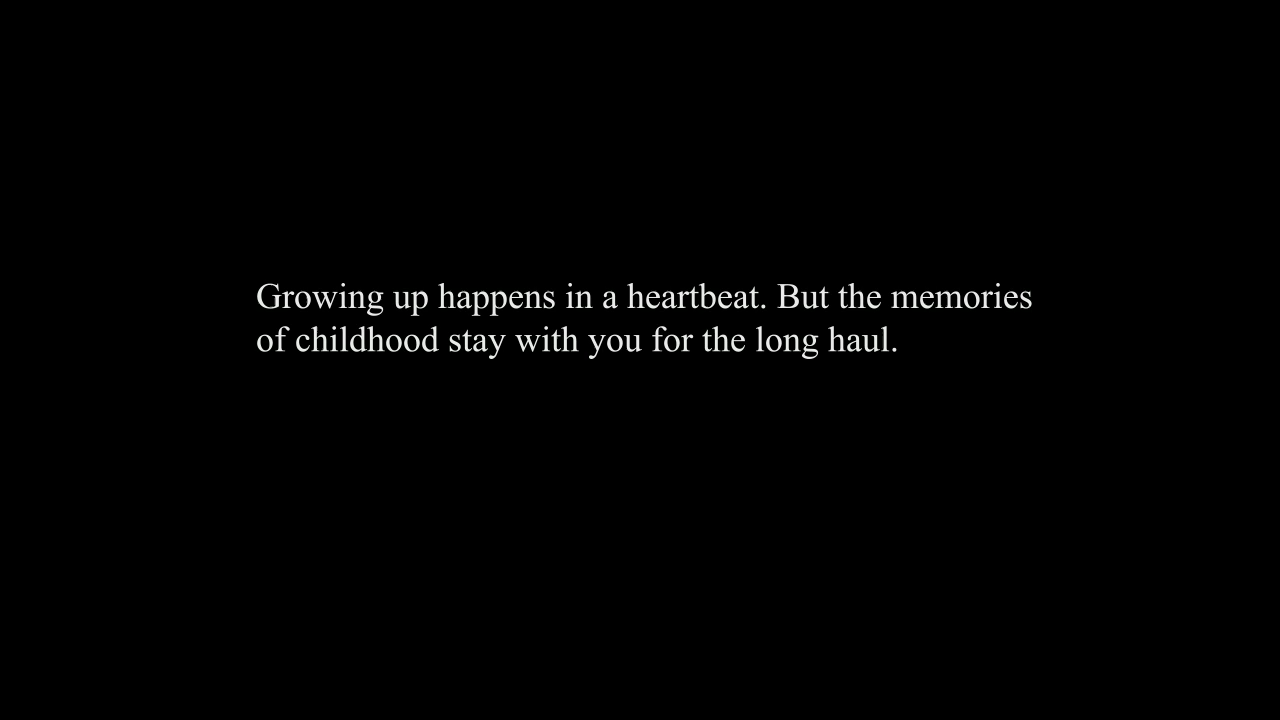 Growing up happens in a heartbeat. But the memories
of childhood stay with you for the long haul.